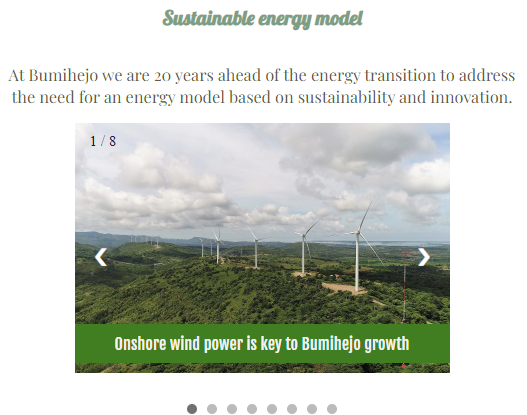 Sustainable energy model
At Bumihejo we are 20 years ahead of the energy transition to address
the need for an energy model based on sustainability and innovation.
1 / 8
❮ ❯
Onshore wind power is key to Bumihejo growth